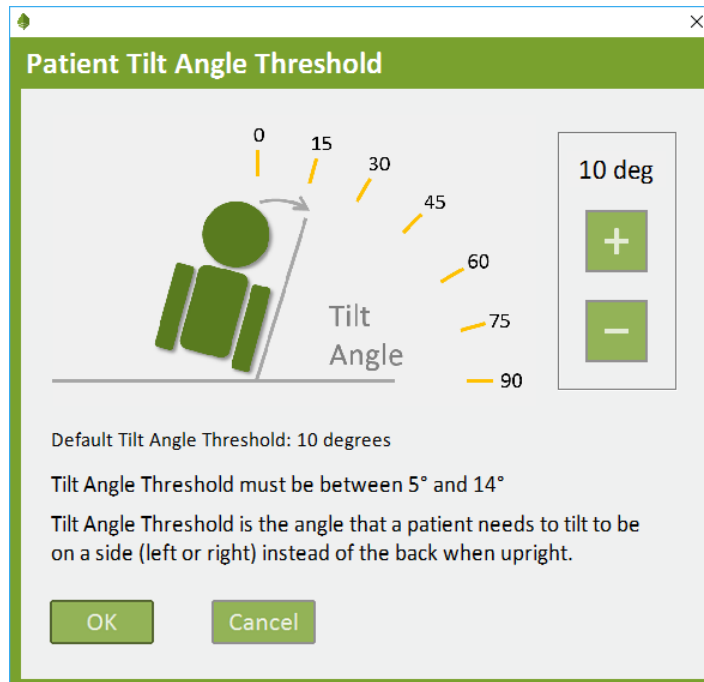 Patient Tilt Angle Threshold
0
15
30
45
60
75
90
Tilt
Angle
10 deg
+
−
Default Tilt Angle Threshold: 10 degrees
Tilt Angle Threshold must be between 5° and 14°
Tilt Angle Threshold is the angle that a patient needs to tilt to be
on a side (left or right) instead of the back when upright.
OK
Cancel